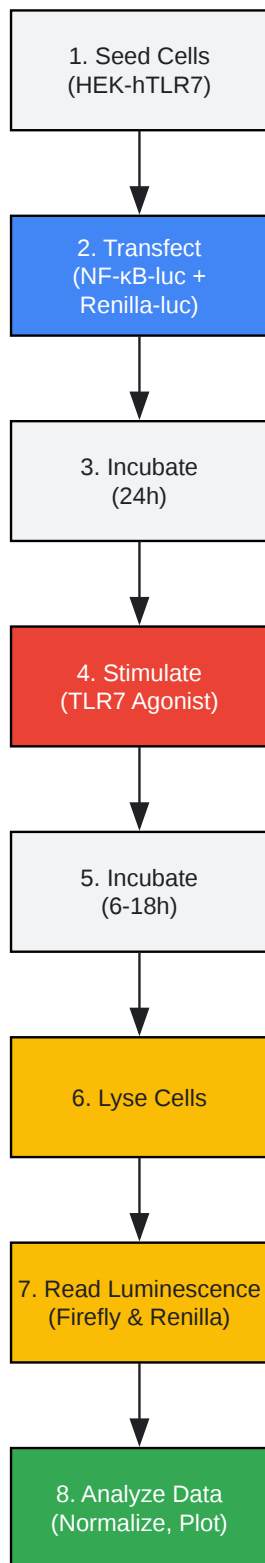 1. Seed Cells
(HEK-hTLR7)
2. Transfect
(NF-κB-luc +
Renilla-luc)
3. Incubate
(24h)
4. Stimulate
(TLR7 Agonist)
5. Incubate
(6-18h)
6. Lyse Cells
7. Read Luminescence
(Firefly & Renilla)
8. Analyze Data
(Normalize, Plot)